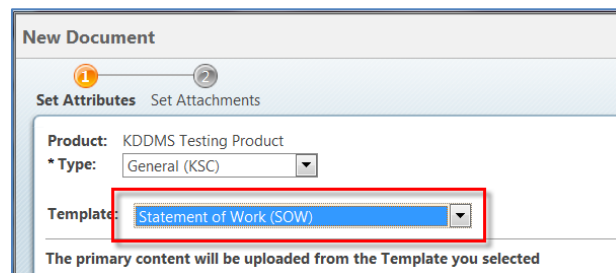 New Document
1 2
Set Attributes Set Attachments
Product: KDDMS Testing Product
* Type: General (KSC)
Template: Statement of Work (SOW)
The primary content will be uploaded from the Template you selected